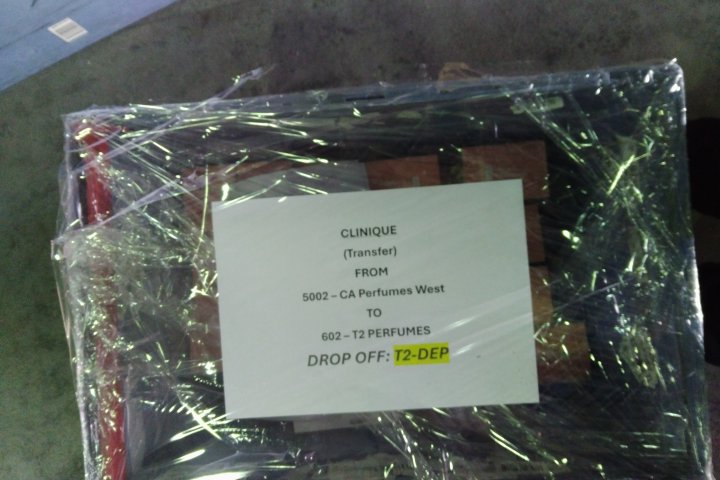 CLINIQUE
(Transfer)
FROM
5002 – CA Perfumes West
TO
602 – T2 PERFUMES
DROP OFF: T2-DEP